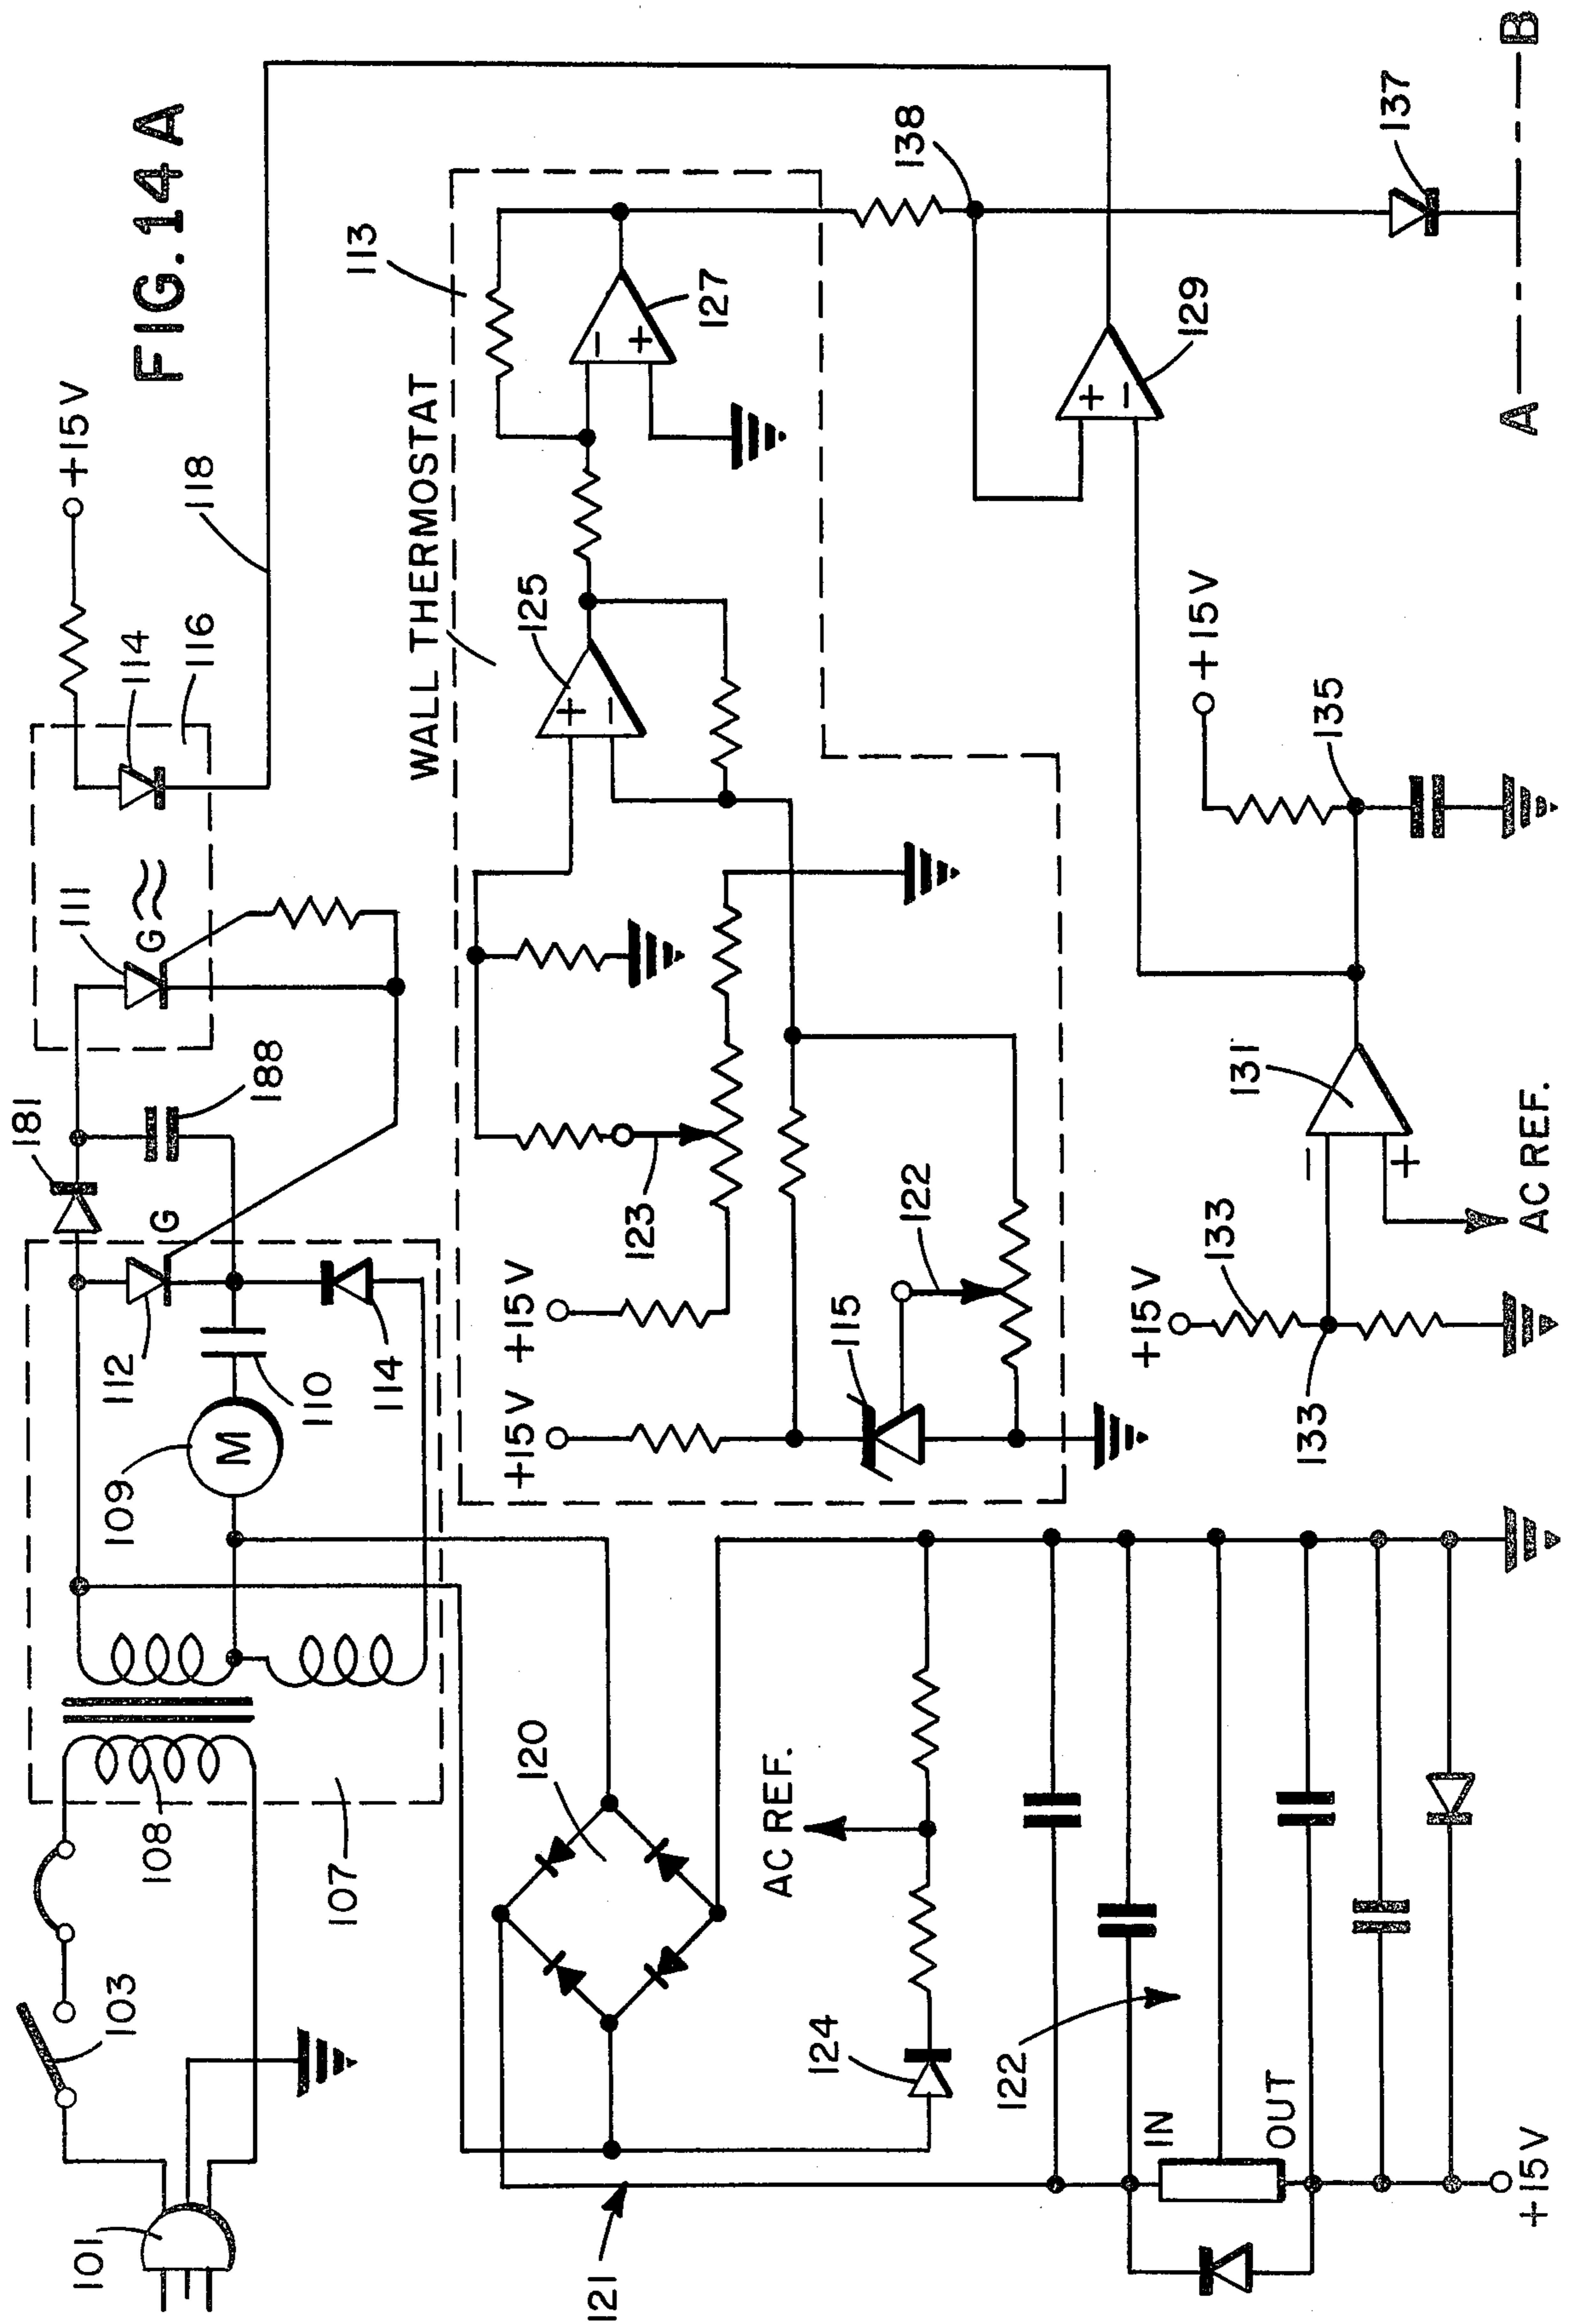 FIG. 14 A
101
103
108
107
109
M
110
112
G
114
181
188
111
G
114
116
+15V
118
WALL THERMOSTAT
113
125
+
−
127
−
+
123
+15V
+15V
115
122
138
129
+
−
137
A
B
120
121
AC REF.
124
122
IN
OUT
+15V
133
133
+15V
131
−
+
AC REF.
135
+15V